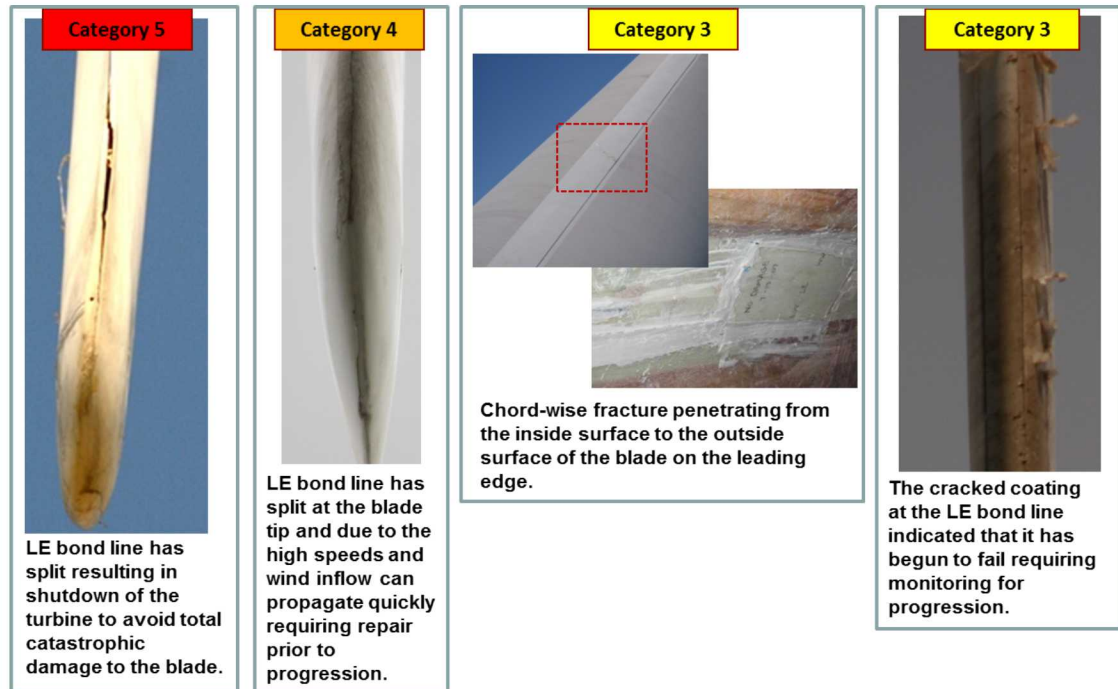 Category 5
LE bond line has
split resulting in
shutdown of the
turbine to avoid total
catastrophic
damage to the blade.
Category 4
LE bond line has
split at the blade
tip and due to the
high speeds and
wind inflow can
propagate quickly
requiring repair
prior to
progression.
Category 3
Chord-wise fracture penetrating from
the inside surface to the outside
surface of the blade on the leading
edge.
Category 3
The cracked coating
at the LE bond line
indicated that it has
begun to fail requiring
monitoring for
progression.